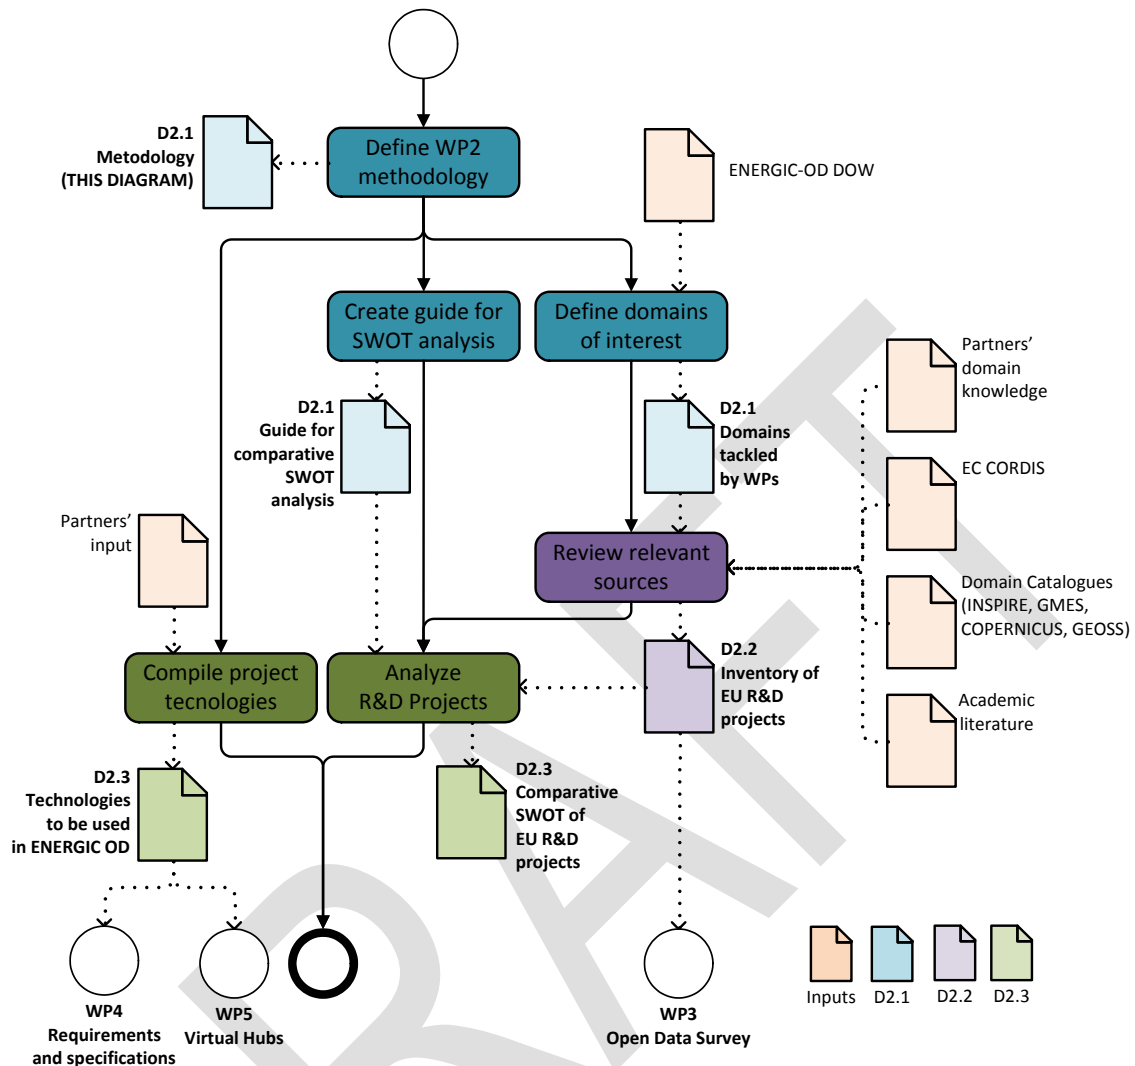 D2.1
Metodology
(THIS DIAGRAM)
Define WP2
methodology
ENERGIC-OD DOW
Create guide for
SWOT analysis
Define domains
of interest
Partners'
domain
knowledge
D2.1
Guide for
comparative
SWOT
analysis
D2.1
Domains
tackled
by WPs
EC CORDIS
Partners'
input
Review relevant
sources
Domain Catalogues
(INSPIRE, GMES,
COPERNICUS, GEOSS)
Compile project
tecnologies
Analyze
R&D Projects
D2.2
Inventory of
EU R&D
projects
Academic
literature
D2.3
Technologies
to be used
in ENERGIC OD
D2.3
Comparative
SWOT of
EU R&D
projects
WP4
Requirements
and specifications
WP5
Virtual Hubs
WP3
Open Data Survey
Inputs
D2.1
D2.2
D2.3
DRAFT